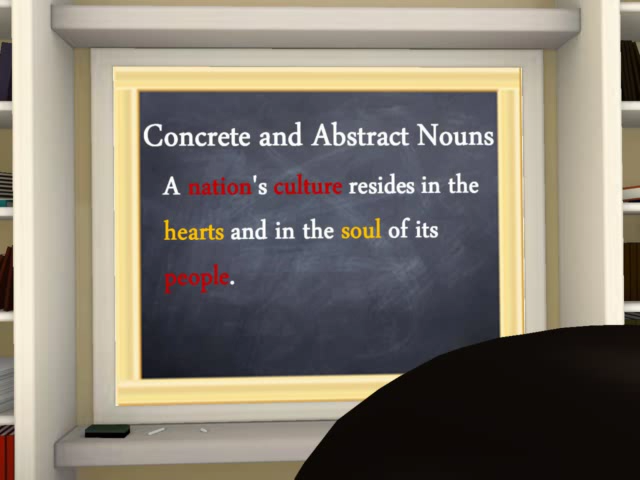 Concrete and Abstract Nouns
A nation's culture resides in the
hearts and in the soul of its
people.